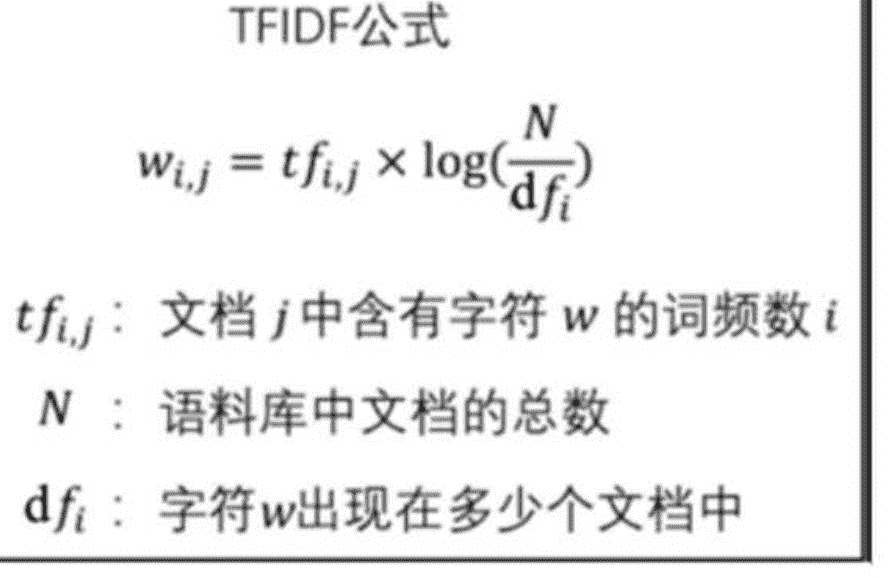 TFIDF公式
w_{i,j} = tf_{i,j} × log(\frac{N}{df_i})
tf_{i,j} : 文档 j 中含有字符 w 的词频数 i
N : 语料库中文档的总数
df_i : 字符w出现在多少个文档中